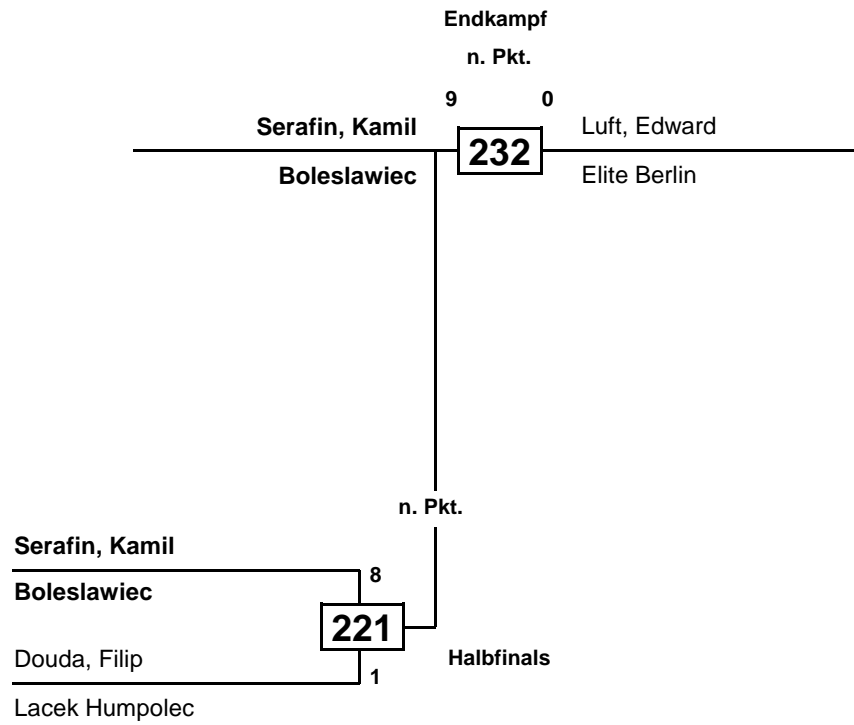 Endkampf
n. Pkt.
9 0
Serafin, Kamil 232 Luft, Edward
Boleslawiec Elite Berlin
n. Pkt.
Serafin, Kamil
8
Boleslawiec
221
Douda, Filip Halbfinals
1
Lacek Humpolec